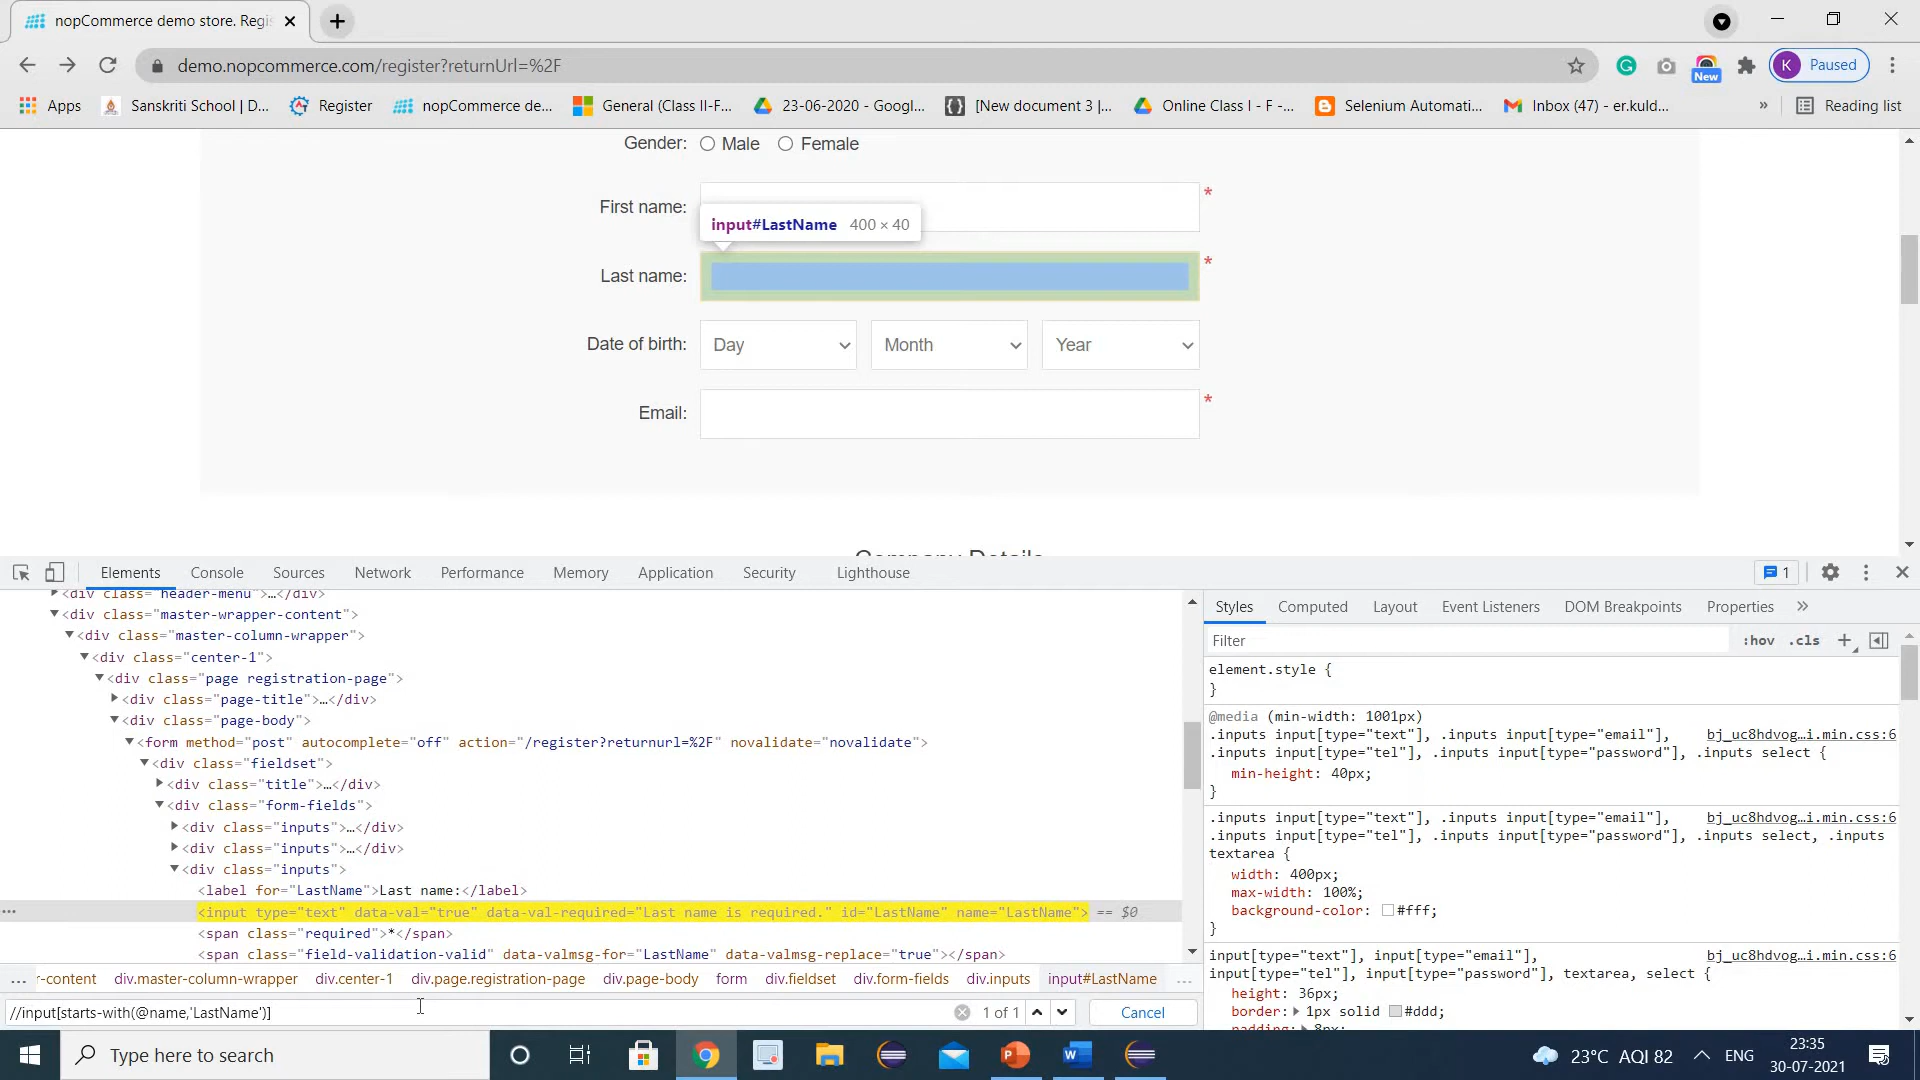 nopCommerce demo store. Regi
demo.nopcommerce.com/register?returnUrl=%2F
New
K Paused
Apps Sanskriti School | D... Register nopCommerce de... General (Class II-F... 23-06-2020 - Googl... [New document 3 |... Online Class I - F -... Selenium Automati... Inbox (47) - er.kuld... » Reading list
Gender: Male Female
First name: *
input#LastName 400 × 40
Last name: *
Date of birth: Day Month Year
Email: *
Company Details
Elements Console Sources Network Performance Memory Application Security Lighthouse 1
<div class="header-menu">…</div>
<div class="master-wrapper-content">
<div class="master-column-wrapper">
<div class="center-1">
<div class="page registration-page">
<div class="page-title">…</div>
<div class="page-body">
<form method="post" autocomplete="off" action="/register?returnurl=%2F" novalidate="novalidate">
<div class="fieldset">
<div class="title">…</div>
<div class="form-fields">
<div class="inputs">…</div>
<div class="inputs">…</div>
<div class="inputs">
<label for="LastName">Last name:</label>
... <input type="text" data-val="true" data-val-required="Last name is required." id="LastName" name="LastName"> == $0
<span class="required">*</span>
<span class="field-validation-valid" data-valmsg-for="LastName" data-valmsg-replace="true"></span>
... r-content div.master-column-wrapper div.center-1 div.page.registration-page div.page-body form div.fieldset div.form-fields div.inputs input#LastName ...
//input[starts-with(@name,'LastName')] 1 of 1 Cancel
Styles Computed Layout Event Listeners DOM Breakpoints Properties »
Filter :hov .cls +
element.style {
}
@media (min-width: 1001px)
.inputs input[type="text"], .inputs input[type="email"], bj_uc8hdvog…i.min.css:6
.inputs input[type="tel"], .inputs input[type="password"], .inputs select {
min-height: 40px;
}
.inputs input[type="text"], .inputs input[type="email"], bj_uc8hdvog…i.min.css:6
.inputs input[type="tel"], .inputs input[type="password"], .inputs select, .inputs
textarea {
width: 400px;
max-width: 100%;
background-color: #fff;
}
input[type="text"], input[type="email"], bj_uc8hdvog…i.min.css:6
input[type="tel"], input[type="password"], textarea, select {
height: 36px;
border: 1px solid #ddd;
padding: 8px;
Type here to search
23°C AQI 82 ENG 23:35
30-07-2021